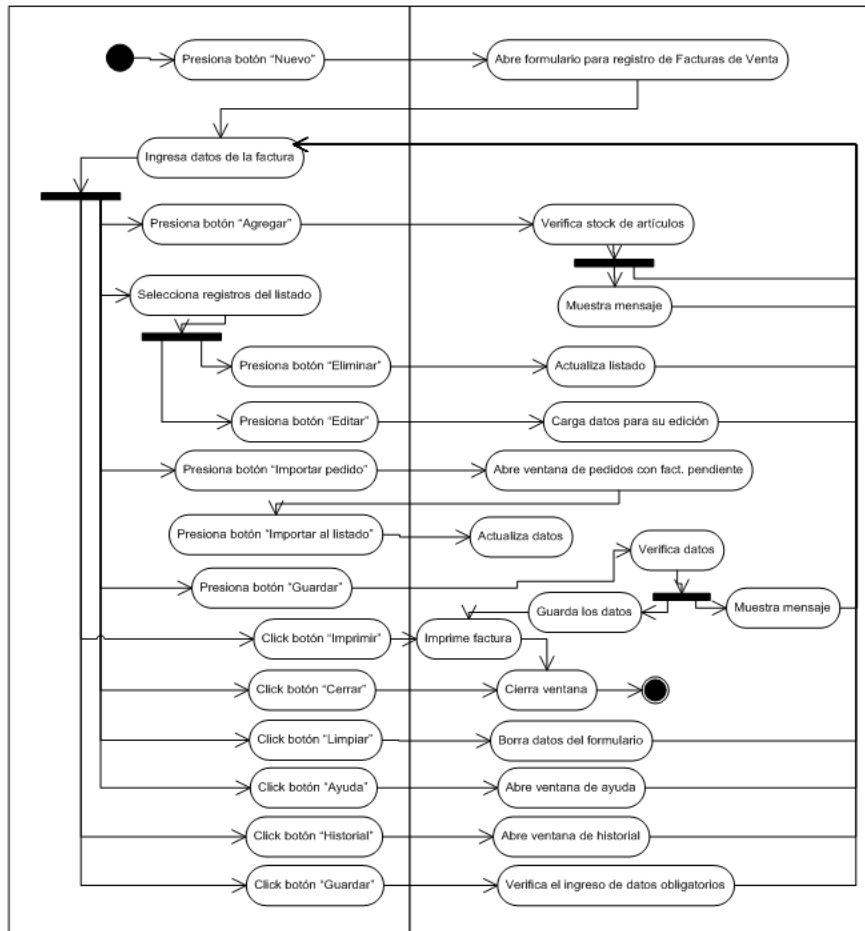 Presiona botón “Nuevo”
Abre formulario para registro de Facturas de Venta
Ingresa datos de la factura
Presiona botón “Agregar”
Verifica stock de artículos
Selecciona registros del listado
Muestra mensaje
Presiona botón “Eliminar”
Actualiza listado
Presiona botón “Editar”
Carga datos para su edición
Presiona botón “Importar pedido”
Abre ventana de pedidos con fact. pendiente
Presiona botón “Importar al listado”
Actualiza datos
Verifica datos
Presiona botón “Guardar”
Guarda los datos
Muestra mensaje
Click botón “Imprimir”
Imprime factura
Click botón “Cerrar”
Cierra ventana
Click botón “Limpiar”
Borra datos del formulario
Click botón “Ayuda”
Abre ventana de ayuda
Click botón “Historial”
Abre ventana de historial
Click botón “Guardar”
Verifica el ingreso de datos obligatorios